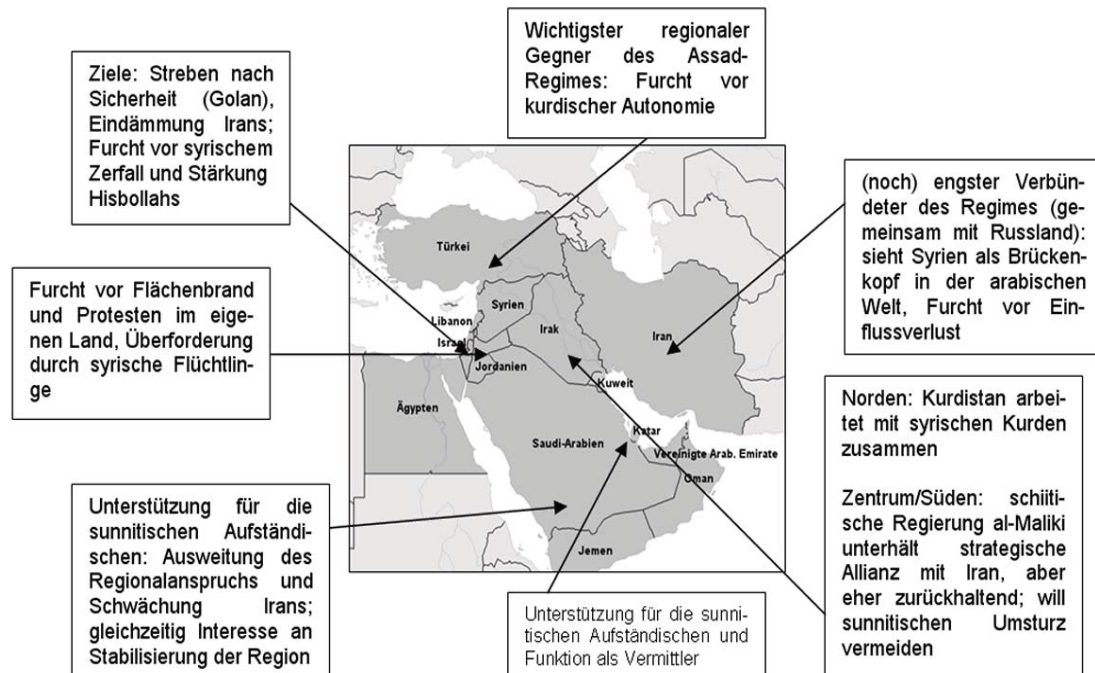 Wichtigster regionaler
Gegner des Assad-
Regimes: Furcht vor
kurdischer Autonomie
Ziele: Streben nach
Sicherheit (Golan),
Eindämmung Irans;
Furcht vor syrischem
Zerfall und Stärkung
Hisbollahs
(noch) engster Verbün-
deter des Regimes (ge-
meinsam mit Russland):
sieht Syrien als Brücken-
kopf in der arabischen
Welt, Furcht vor Ein-
flussverlust
Furcht vor Flächenbrand
und Protesten im eige-
nen Land, Überforderung
durch syrische Flüchtlin-
ge
Türkei
Syrien
Libanon
Israel
Irak
Iran
Jordanien
Kuweit
Ägypten
Katar
Saudi-Arabien
Vereinigte Arab. Emirate
Oman
Jemen
Norden: Kurdistan arbei-
tet mit syrischen Kurden
zusammen
Zentrum/Süden: schiiti-
sche Regierung al-Maliki
unterhält strategische
Allianz mit Iran, aber
eher zurückhaltend; will
sunnitischen Umsturz
vermeiden
Unterstützung für die
sunnitischen Aufständi-
schen: Ausweitung des
Regionalanspruchs und
Schwächung Irans;
gleichzeitig Interesse an
Stabilisierung der Region
Unterstützung für die sunni-
tischen Aufständischen und
Funktion als Vermittler